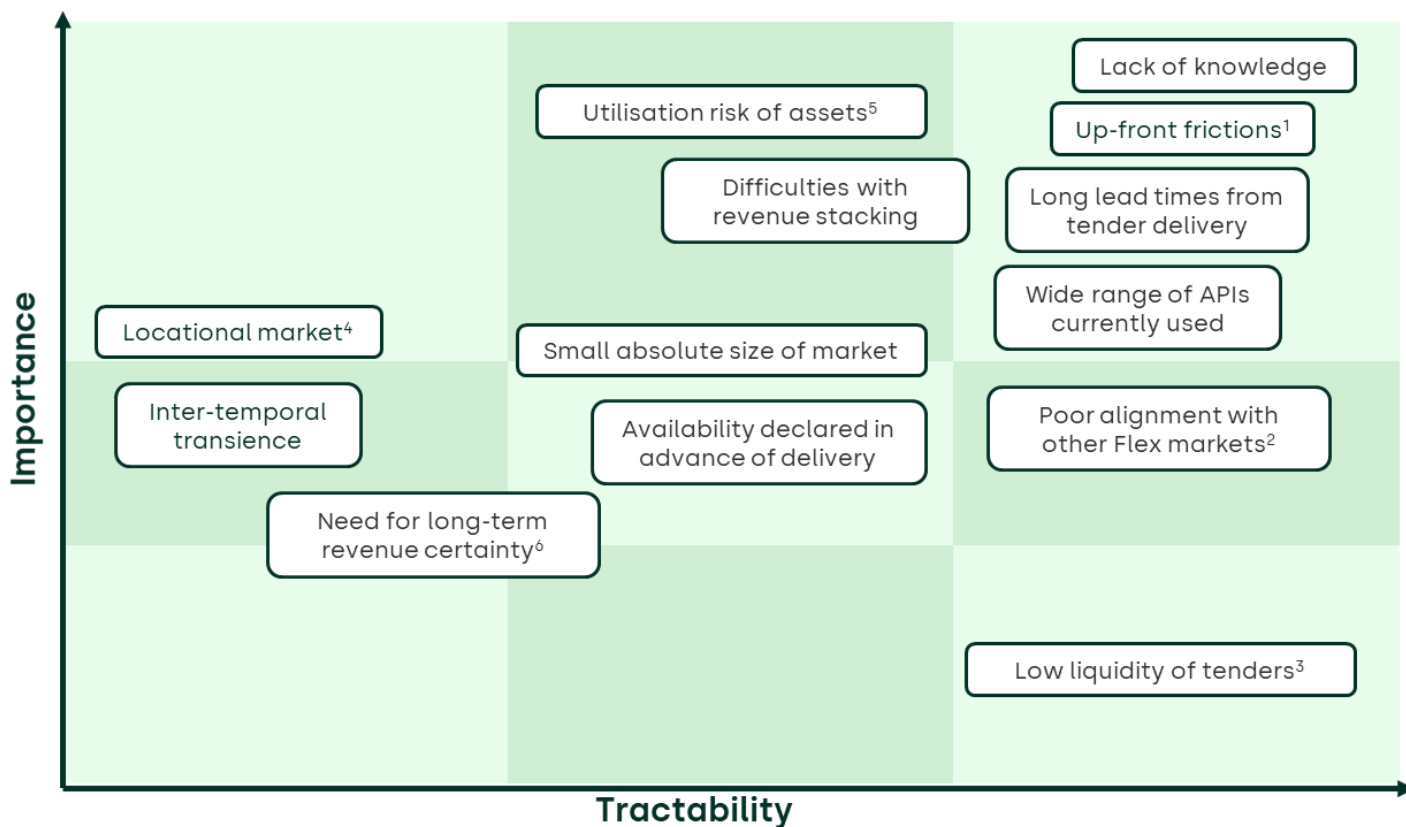 Lack of knowledge
Utilisation risk of assets⁵
Up-front frictions¹
Difficulties with
revenue stacking
Long lead times from
tender delivery
Wide range of APIs
currently used
Locational market⁴
Small absolute size of market
Inter-temporal
transience
Availability declared in
advance of delivery
Poor alignment with
other Flex markets²
Need for long-term
revenue certainty⁶
Low liquidity of tenders³
Importance
Tractability